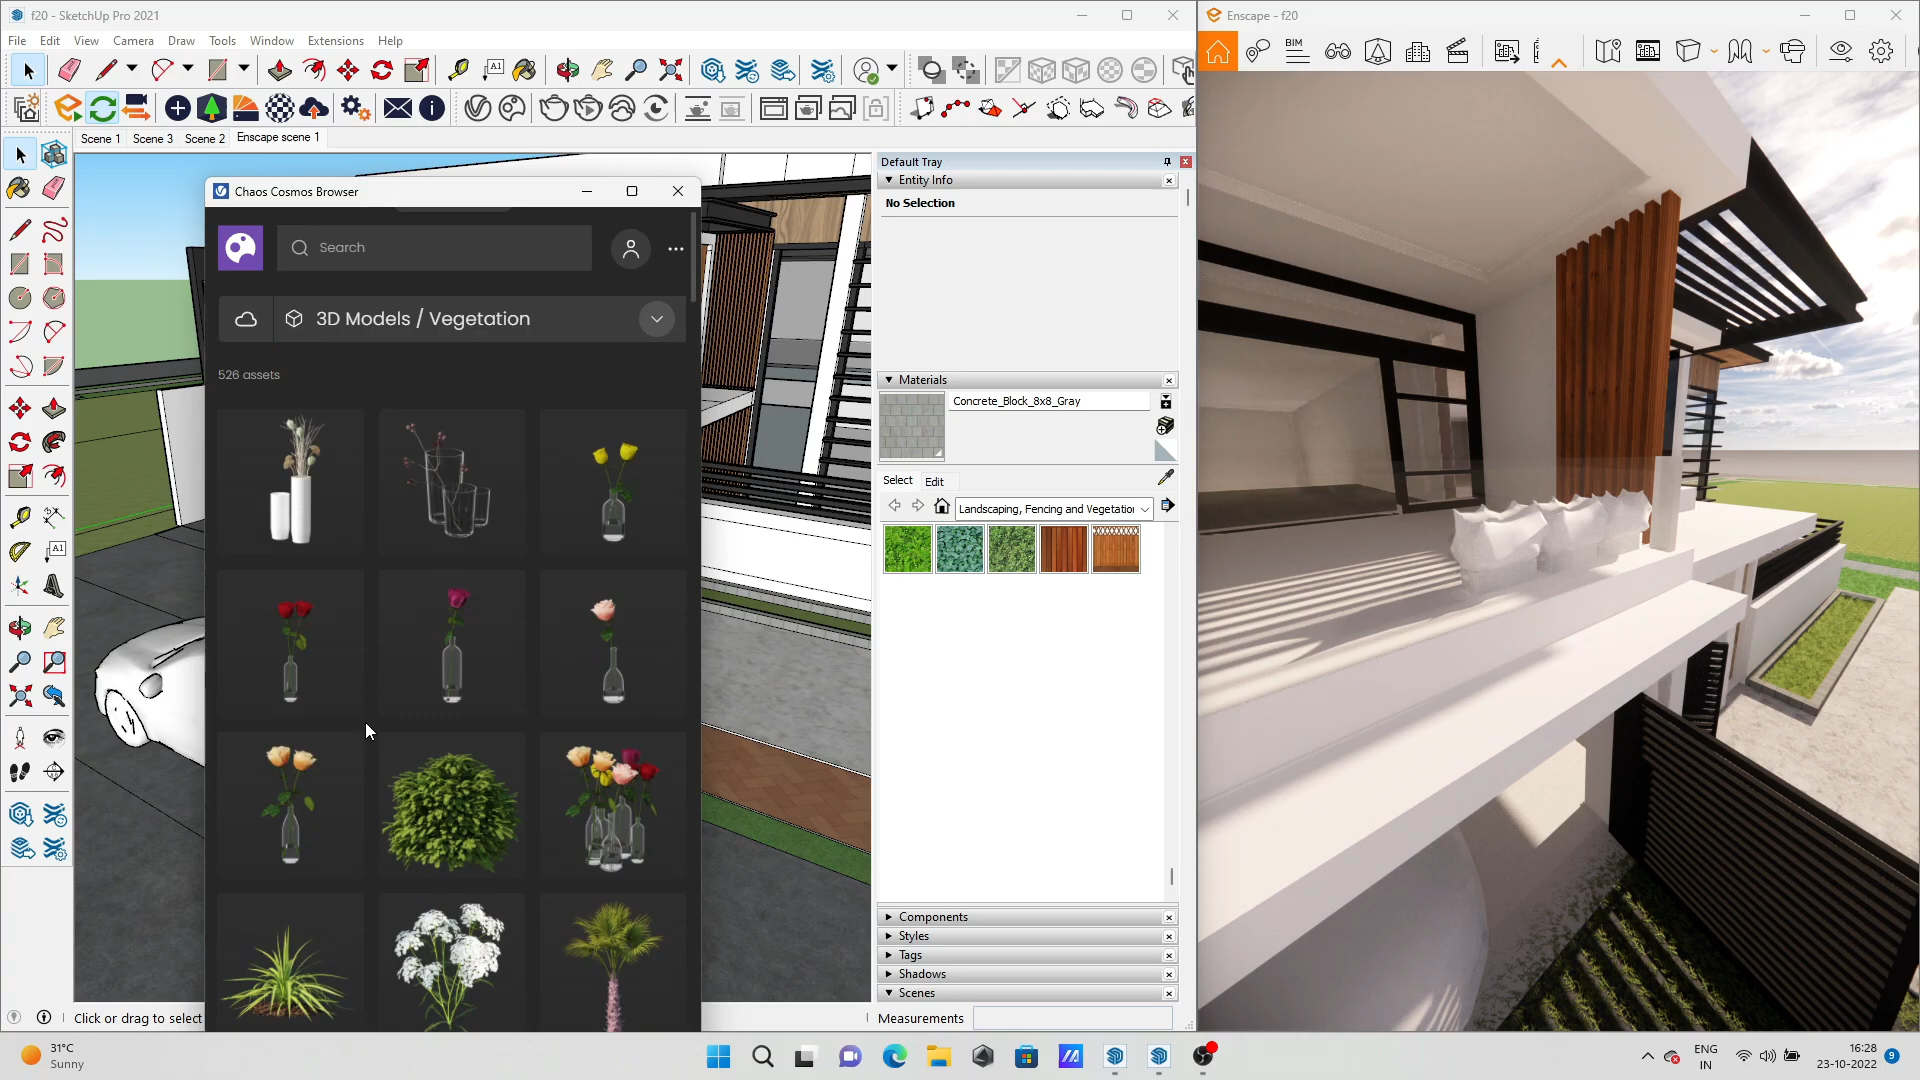 f20 - SketchUp Pro 2021
File Edit View Camera Draw Tools Window Extensions Help
A1
Scene 1 Scene 3 Scene 2 Enscape scene 1
A1
Chaos Cosmos Browser
Search
3D Models / Vegetation
526 assets
Default Tray
Entity Info
No Selection
Materials
Concrete_Block_8x8_Gray
Select Edit
Landscaping, Fencing and Vegetation
Components
Styles
Tags
Shadows
Scenes
Click or drag to select
Measurements
Enscape - f20
BIM
31°C
Sunny
ENG
IN
16:28
23-10-2022
9